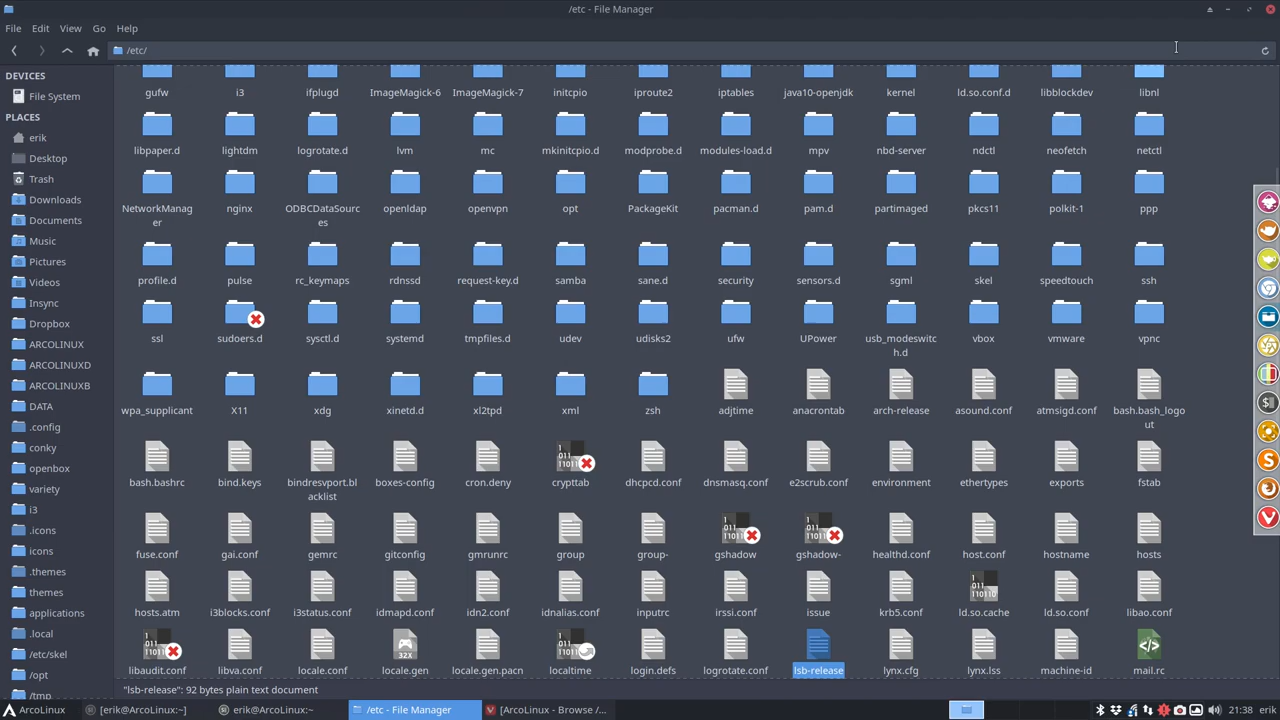 /etc - File Manager
File Edit View Go Help
/etc/
DEVICES
File System
PLACES
erik
Desktop
Trash
Downloads
Documents
Music
Pictures
Videos
Insync
Dropbox
ARCOLINUX
ARCOLINUXD
ARCOLINUXB
DATA
.config
conky
openbox
variety
i3
.icons
icons
.themes
themes
applications
.local
/etc/skel
/opt
/tmp
gufw i3 ifplugd ImageMagick-6 ImageMagick-7 initcpio iproute2 iptables java10-openjdk kernel ld.so.conf.d libblockdev libnl
libpaper.d lightdm logrotate.d lvm mc mkinitcpio.d modprobe.d modules-load.d mpv nbd-server ndctl neofetch netctl
NetworkManag nginx ODBCDataSourc openldap openvpn opt PackageKit pacman.d pam.d partimaged pkcs11 polkit-1 ppp
er es
profile.d pulse rc_keymaps rdnssd request-key.d samba sane.d security sensors.d sgml skel speedtouch ssh
ssl sudoers.d sysctl.d systemd tmpfiles.d udev udisks2 ufw UPower usb_modeswitc vbox vmware vpnc
h.d
wpa_supplicant X11 xdg xinetd.d xl2tpd xml zsh adjtime anacrontab arch-release asound.conf atmsigd.conf bash.bash_logo
ut
bash.bashrc bind.keys bindresvport.bl boxes-config cron.deny crypttab dhcpcd.conf dnsmasq.conf e2scrub.conf environment ethertypes exports fstab
acklist
fuse.conf gai.conf gemrc gitconfig gmrunrc group group- gshadow gshadow- healthd.conf host.conf hostname hosts
hosts.atm i3blocks.conf i3status.conf idmapd.conf idn2.conf idnalias.conf inputrc irssi.conf issue krb5.conf ld.so.cache ld.so.conf libao.conf
libaudit.conf libva.conf locale.conf locale.gen locale.gen.pacn localtime login.defs logrotate.conf lsb-release lynx.cfg lynx.lss machine-id mail.rc
"lsb-release": 92 bytes plain text document
ArcoLinux [erik@ArcoLinux:~] erik@ArcoLinux:~ /etc - File Manager [ArcoLinux - Browse /... 21:38 erik